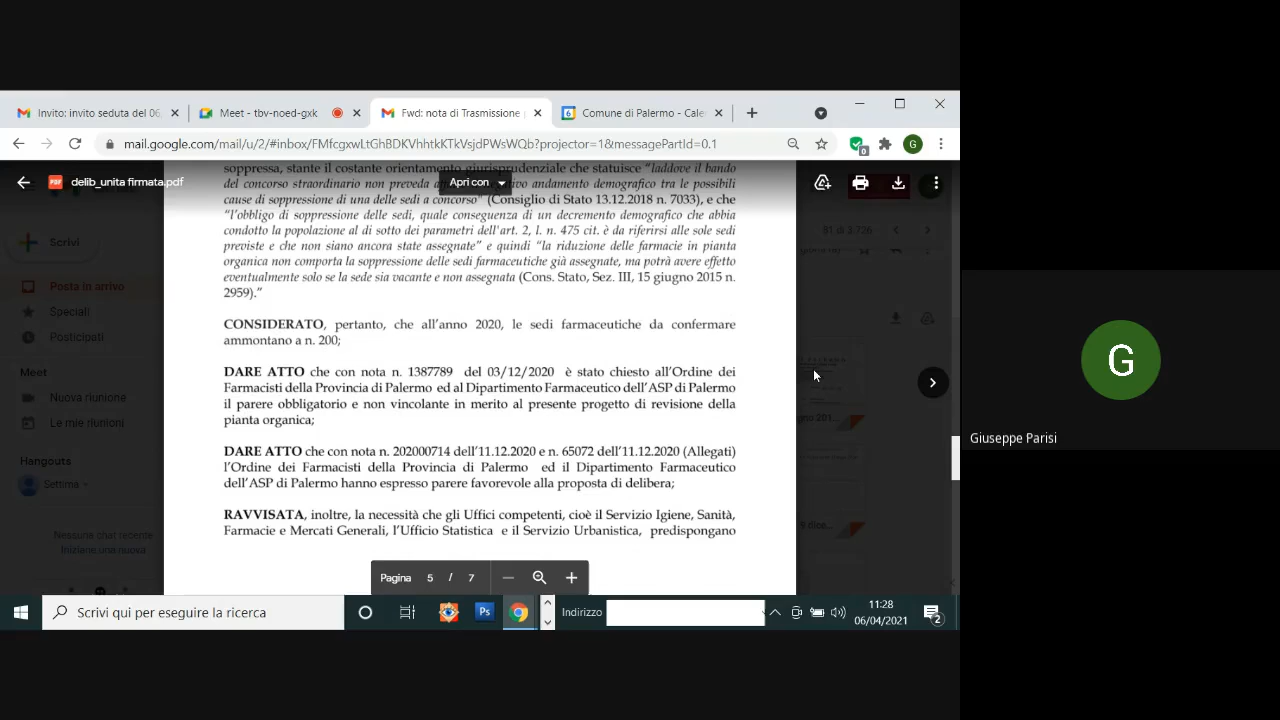 Invito: invito seduta del 06
Meet - tbv-noed-gxk
Fwd: nota di Trasmissione
Comune di Palermo - Cale
mail.google.com/mail/u/2/#inbox/FMfcgxwLtGhBDKVhhtkKTkVsjdPWsWQb?projector=1&messagePartId=0.1
G
PDF
delib_unita firmata.pdf
Apri con
Scrivi
Posta in arrivo
Speciali
Posticipati
Meet
Nuova riunione
Le mie riunioni
Hangouts
Settima
Nessuna chat recente
Iniziane una nuova
81 di 3.726
soppressa, stante il costante orientamento giurisprudenziale che statuisce "laddove il bando
del concorso straordinario non preveda andamento demografico tra le possibili
cause di soppressione di una delle sedi a concorso" (Consiglio di Stato 13.12.2018 n. 7033), e che
"l'obbligo di soppressione delle sedi, quale conseguenza di un decremento demografico che abbia
condotto la popolazione al di sotto dei parametri dell'art. 2, l. n. 475 cit. è da riferirsi alle sole sedi
previste e che non siano ancora state assegnate" e quindi "la riduzione delle farmacie in pianta
organica non comporta la soppressione delle sedi farmaceutiche già assegnate, ma potrà avere effetto
eventualmente solo se la sede sia vacante e non assegnata (Cons. Stato, Sez. III, 15 giugno 2015 n.
2959)."
CONSIDERATO, pertanto, che all'anno 2020, le sedi farmaceutiche da confermare
ammontano a n. 200;
DARE ATTO che con nota n. 1387789 del 03/12/2020 è stato chiesto all'Ordine dei
Farmacisti della Provincia di Palermo ed al Dipartimento Farmaceutico dell'ASP di Palermo
il parere obbligatorio e non vincolante in merito al presente progetto di revisione della
pianta organica;
DARE ATTO che con nota n. 202000714 dell'11.12.2020 e n. 65072 dell'11.12.2020 (Allegati)
l'Ordine dei Farmacisti della Provincia di Palermo ed il Dipartimento Farmaceutico
dell'ASP di Palermo hanno espresso parere favorevole alla proposta di delibera;
RAVVISATA, inoltre, la necessità che gli Uffici competenti, cioè il Servizio Igiene, Sanità,
Farmacie e Mercati Generali, l'Ufficio Statistica e il Servizio Urbanistica, predispongano
Pagina 5 / 7
Scrivi qui per eseguire la ricerca
Ps
Indirizzo
11:28
06/04/2021
2
G
Giuseppe Parisi